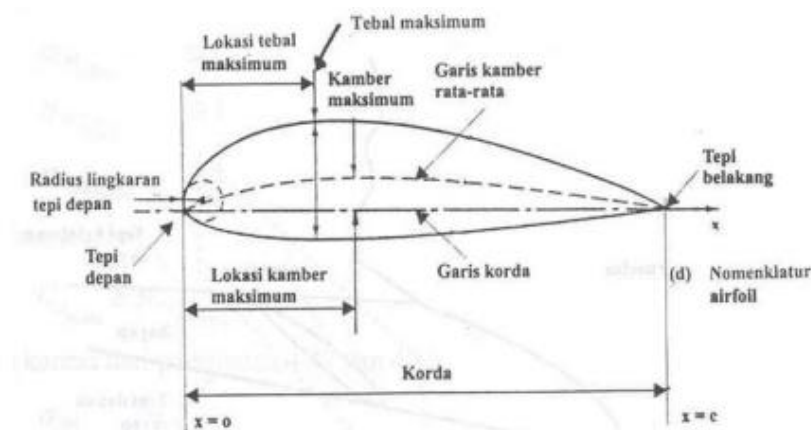 Tebal maksimum
Lokasi tebal
maksimum
Kamber
maksimum
Garis kamber
rata-rata
Tepi
belakang
Radius lingkaran
tepi depan
x
Tepi
depan
Lokasi kamber
maksimum
Garis korda
(d) Nomenklatur
airfoil
Korda
x = o
x = c